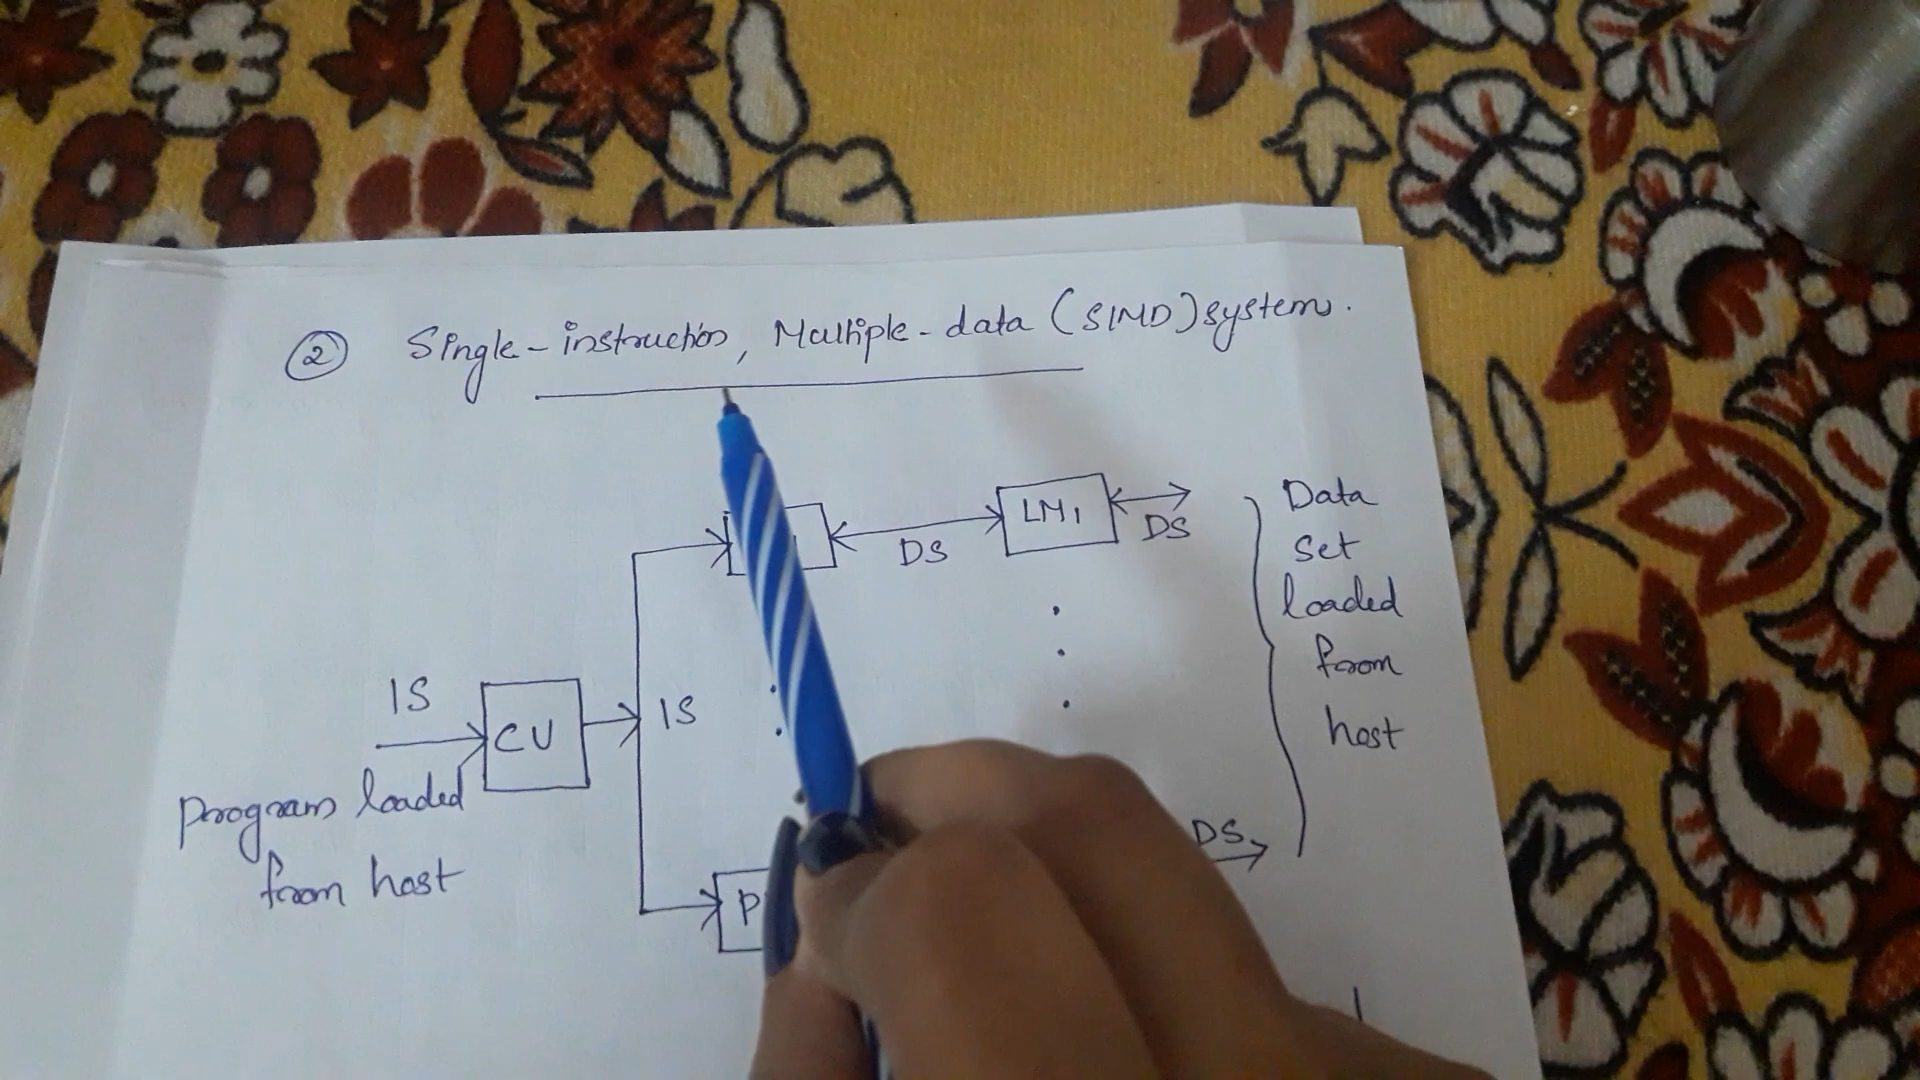 ② Single-instruction, Multiple-data (SIMD) system.
LM1
DS
DS
Data
set
loaded
from
host
IS
CU
IS
Program loaded
from host
DS
P